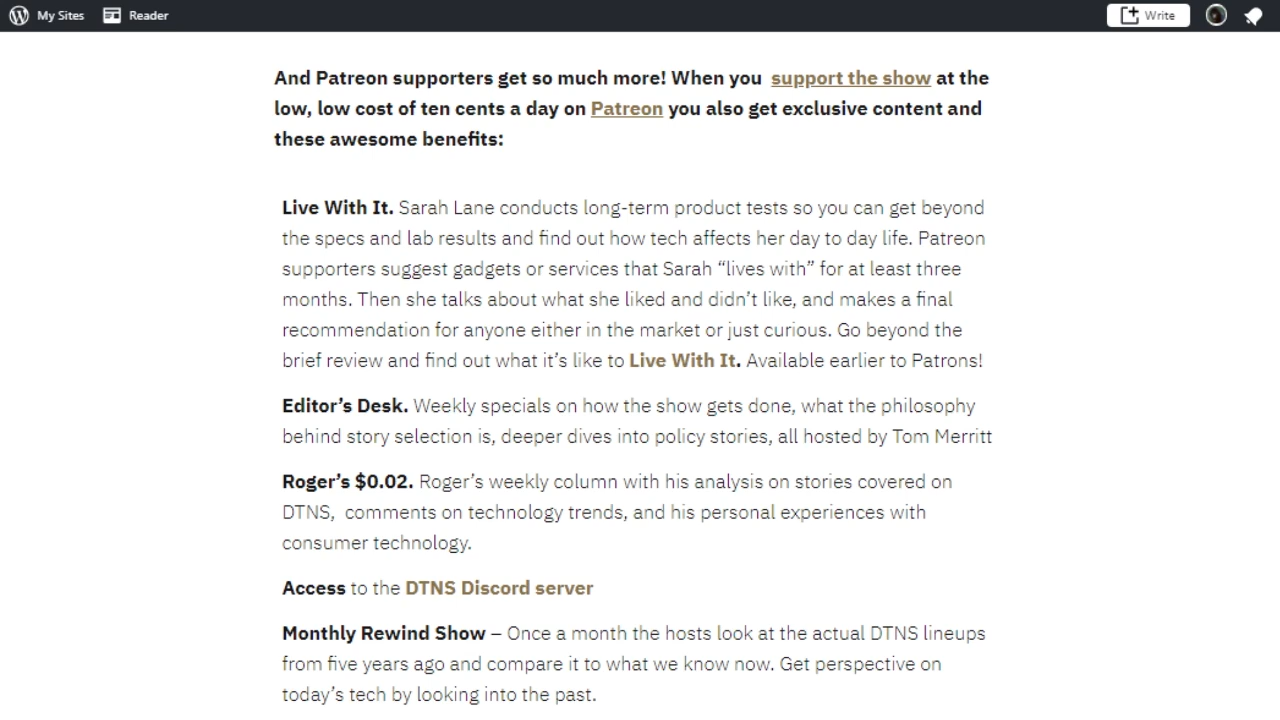 My Sites Reader Write
And Patreon supporters get so much more! When you support the show at the
low, low cost of ten cents a day on Patreon you also get exclusive content and
these awesome benefits:
Live With It. Sarah Lane conducts long-term product tests so you can get beyond
the specs and lab results and find out how tech affects her day to day life. Patreon
supporters suggest gadgets or services that Sarah “lives with” for at least three
months. Then she talks about what she liked and didn’t like, and makes a final
recommendation for anyone either in the market or just curious. Go beyond the
brief review and find out what it’s like to Live With It. Available earlier to Patrons!
Editor’s Desk. Weekly specials on how the show gets done, what the philosophy
behind story selection is, deeper dives into policy stories, all hosted by Tom Merritt
Roger’s $0.02. Roger’s weekly column with his analysis on stories covered on
DTNS, comments on technology trends, and his personal experiences with
consumer technology.
Access to the DTNS Discord server
Monthly Rewind Show – Once a month the hosts look at the actual DTNS lineups
from five years ago and compare it to what we know now. Get perspective on
today’s tech by looking into the past.